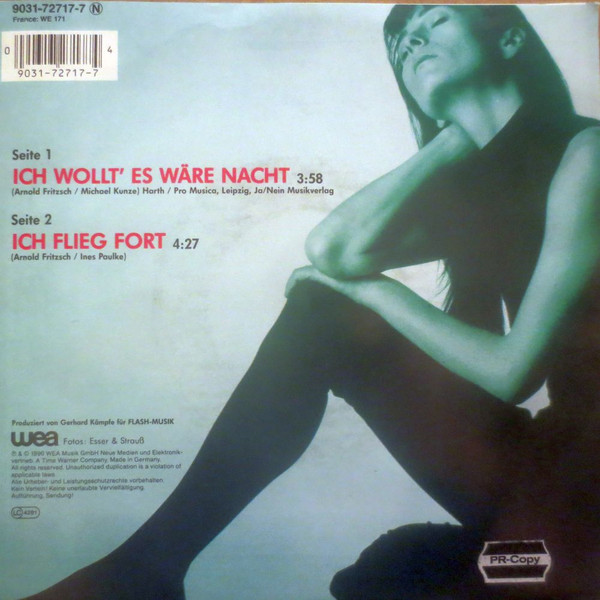 9031-72717-7 Ⓝ
France: WE 171
0 4
9031-72717-7
Seite 1
ICH WOLLT' ES WÄRE NACHT 3:58
(Arnold Fritzsch / Michael Kunze) Harth / Pro Musica, Leipzig, Ja/Nein Musikverlag
Seite 2
ICH FLIEG FORT 4:27
(Arnold Fritzsch / Ines Paulke)
Produziert von Gerhard Kämpfe für FLASH-MUSIK
wea Fotos: Esser & Strauß
℗ & © 1990 WEA Musik GmbH Neue Medien und Elektronik-
vertrieb. A Time Warner Company. Made in Germany.
All rights reserved. Unauthorized duplication is a violation of
applicable laws.
Alle Urheber- und Leistungsschutzrechte vorbehalten.
Kein Verleih! Keine unerlaubte Vervielfältigung,
Aufführung, Sendung!
LC 4281
PR-Copy